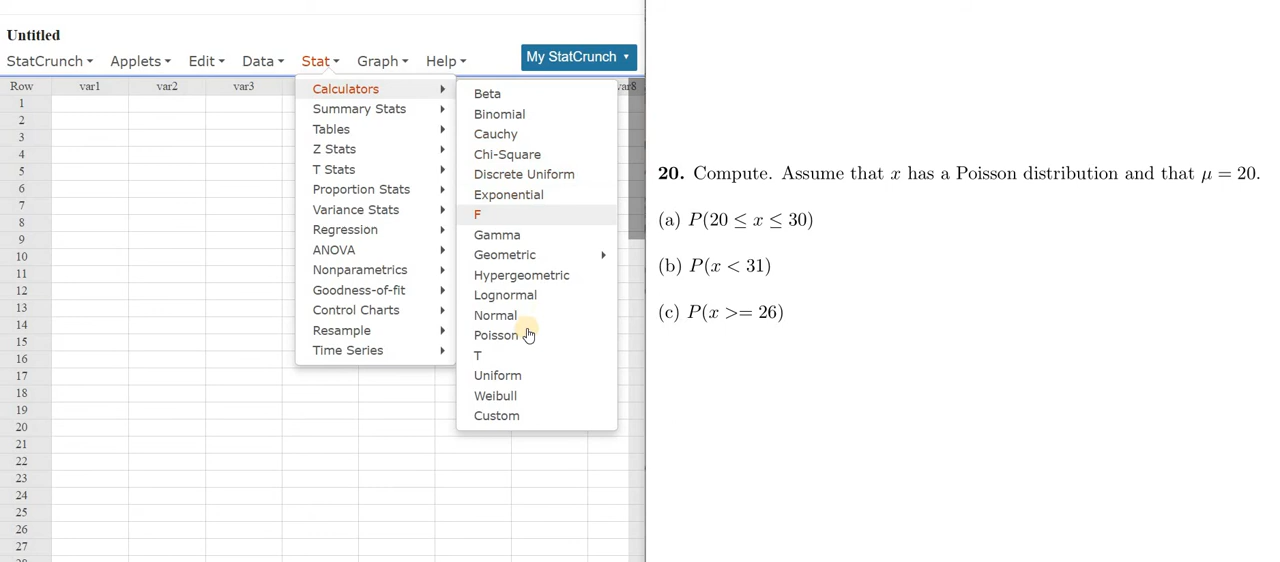 Untitled
StatCrunch Applets Edit Data Stat Graph Help My StatCrunch
Row var1 var2 var3 var8
1
2
3
4
5
6
7
8
9
10
11
12
13
14
15
16
17
18
19
20
21
22
23
24
25
26
27
28
Calculators
Summary Stats
Tables
Z Stats
T Stats
Proportion Stats
Variance Stats
Regression
ANOVA
Nonparametrics
Goodness-of-fit
Control Charts
Resample
Time Series
Beta
Binomial
Cauchy
Chi-Square
Discrete Uniform
Exponential
F
Gamma
Geometric
Hypergeometric
Lognormal
Normal
Poisson
T
Uniform
Weibull
Custom
20. Compute. Assume that x has a Poisson distribution and that μ = 20.
(a) P(20 ≤ x ≤ 30)
(b) P(x < 31)
(c) P(x >= 26)